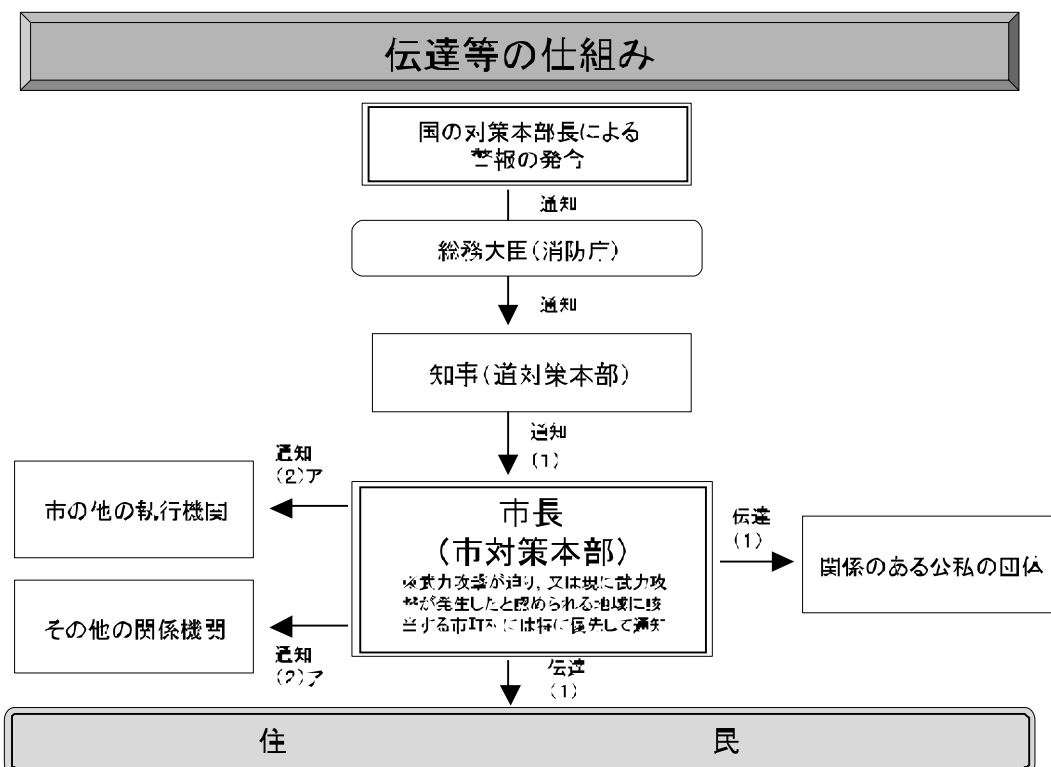 伝達等の仕組み
国の対策本部長による
警報の発令
通知
総務大臣(消防庁)
通知
知事(道対策本部)
通知
(1)
通知
(2)ア
市の他の執行機関
市長
(市対策本部)
※武力攻撃が迫り、又は現に武力攻
撃が発生したと認められる地域に該
当する市町村には特に優先して通知
伝達
(1)
関係のある公私の団体
その他の関係機関
通知
(2)ア
伝達
(1)
住 民